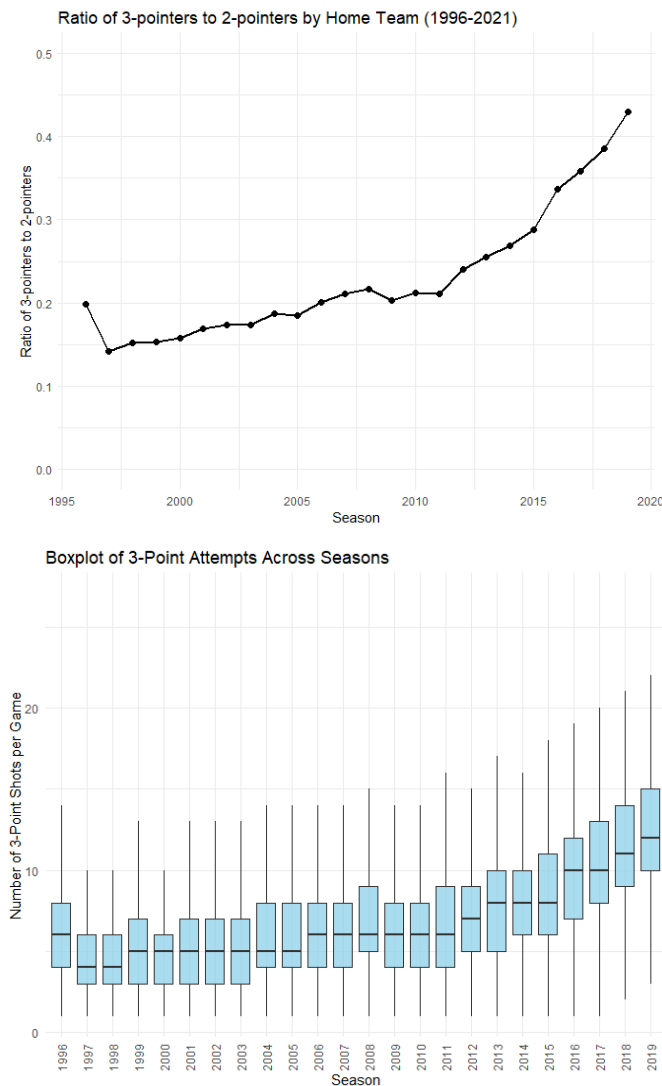 Ratio of 3-pointers to 2-pointers by Home Team (1996-2021)
0.5
0.4
0.3
0.2
0.1
0.0
Ratio of 3-pointers to 2-pointers
1995 2000 2005 2010 2015 2020
Season
Boxplot of 3-Point Attempts Across Seasons
20
10
0
Number of 3-Point Shots per Game
1996 1997 1998 1999 2000 2001 2002 2003 2004 2005 2006 2007 2008 2009 2010 2011 2012 2013 2014 2015 2016 2017 2018 2019
Season